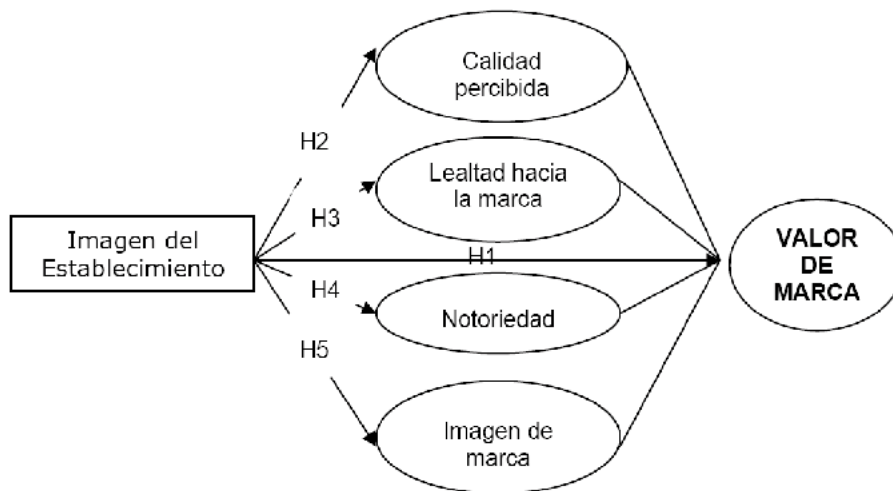 Calidad
percibida
H2
Lealtad hacia
la marca
H3
Imagen del
Establecimiento
H1
VALOR
DE
MARCA
H4
Notoriedad
H5
Imagen de
marca